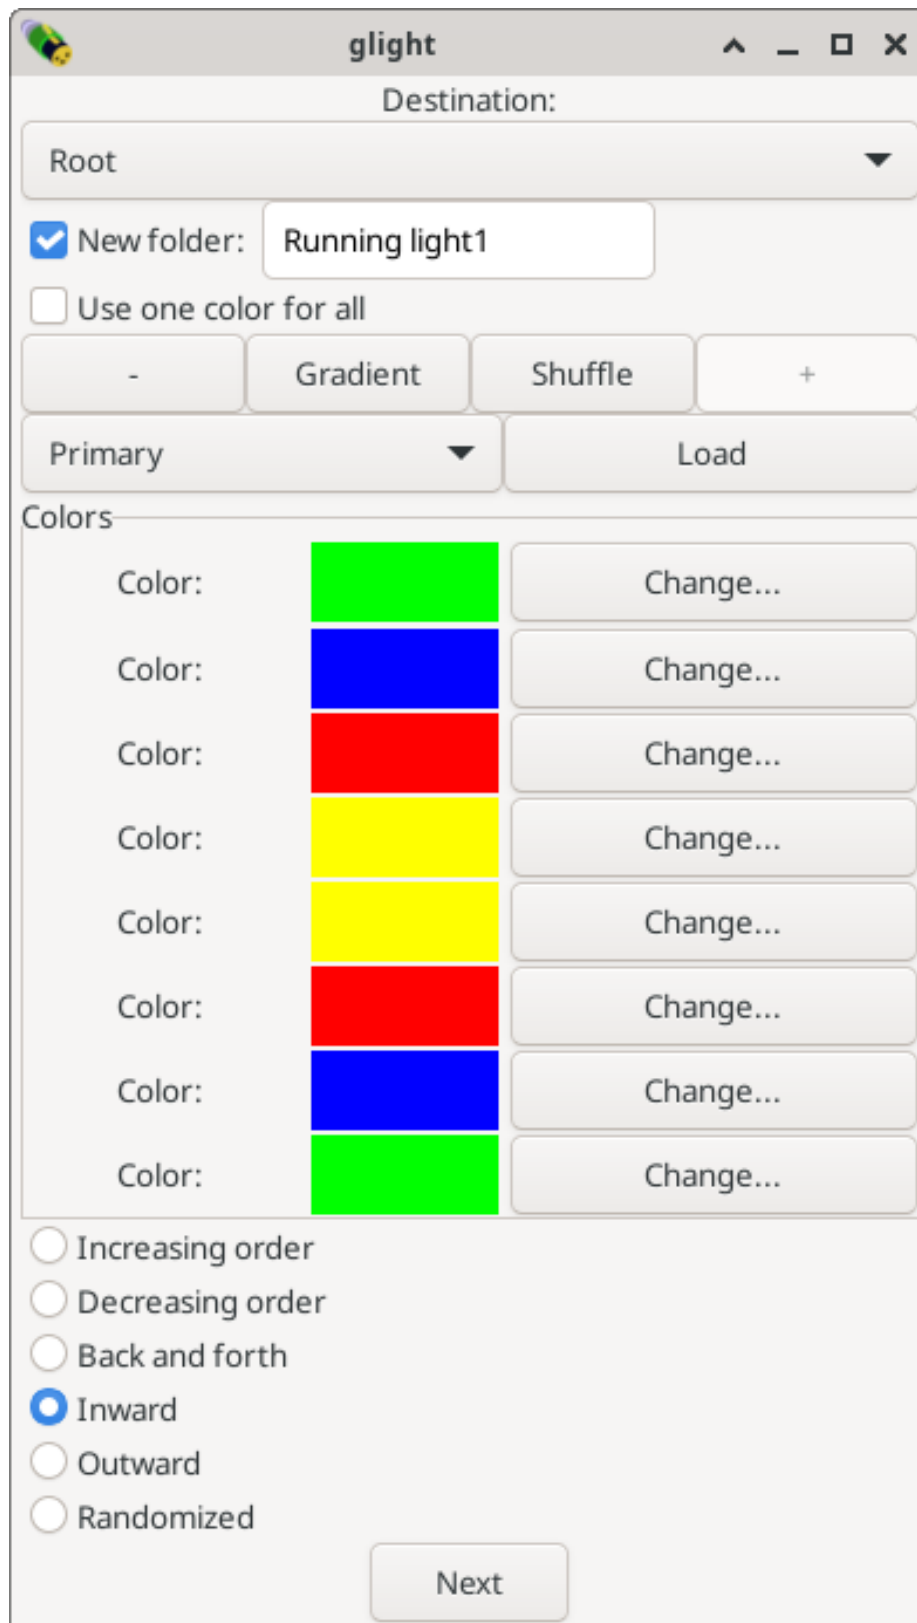 glight
Destination:
Root
New folder: Running light1
Use one color for all
- Gradient Shuffle +
Primary Load
Colors
Color: Change...
Color: Change...
Color: Change...
Color: Change...
Color: Change...
Color: Change...
Color: Change...
Color: Change...
Increasing order
Decreasing order
Back and forth
Inward
Outward
Randomized
Next